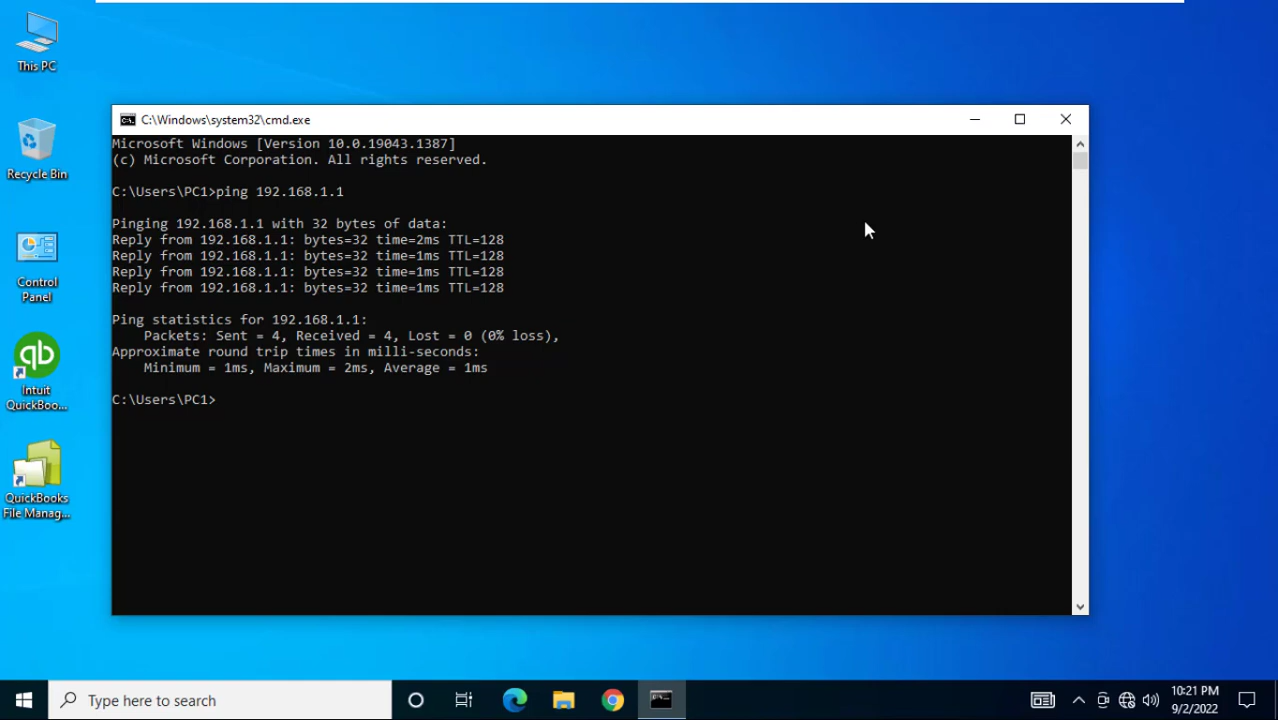 This PC
Recycle Bin
Control
Panel
qb
Intuit
QuickBoo...
QuickBooks
File Manag...
C:\Windows\system32\cmd.exe
Microsoft Windows [Version 10.0.19043.1387]
(c) Microsoft Corporation. All rights reserved.
C:\Users\PC1>ping 192.168.1.1
Pinging 192.168.1.1 with 32 bytes of data:
Reply from 192.168.1.1: bytes=32 time=2ms TTL=128
Reply from 192.168.1.1: bytes=32 time=1ms TTL=128
Reply from 192.168.1.1: bytes=32 time=1ms TTL=128
Reply from 192.168.1.1: bytes=32 time=1ms TTL=128
Ping statistics for 192.168.1.1:
Packets: Sent = 4, Received = 4, Lost = 0 (0% loss),
Approximate round trip times in milli-seconds:
Minimum = 1ms, Maximum = 2ms, Average = 1ms
C:\Users\PC1>
Type here to search
10:21 PM
9/2/2022